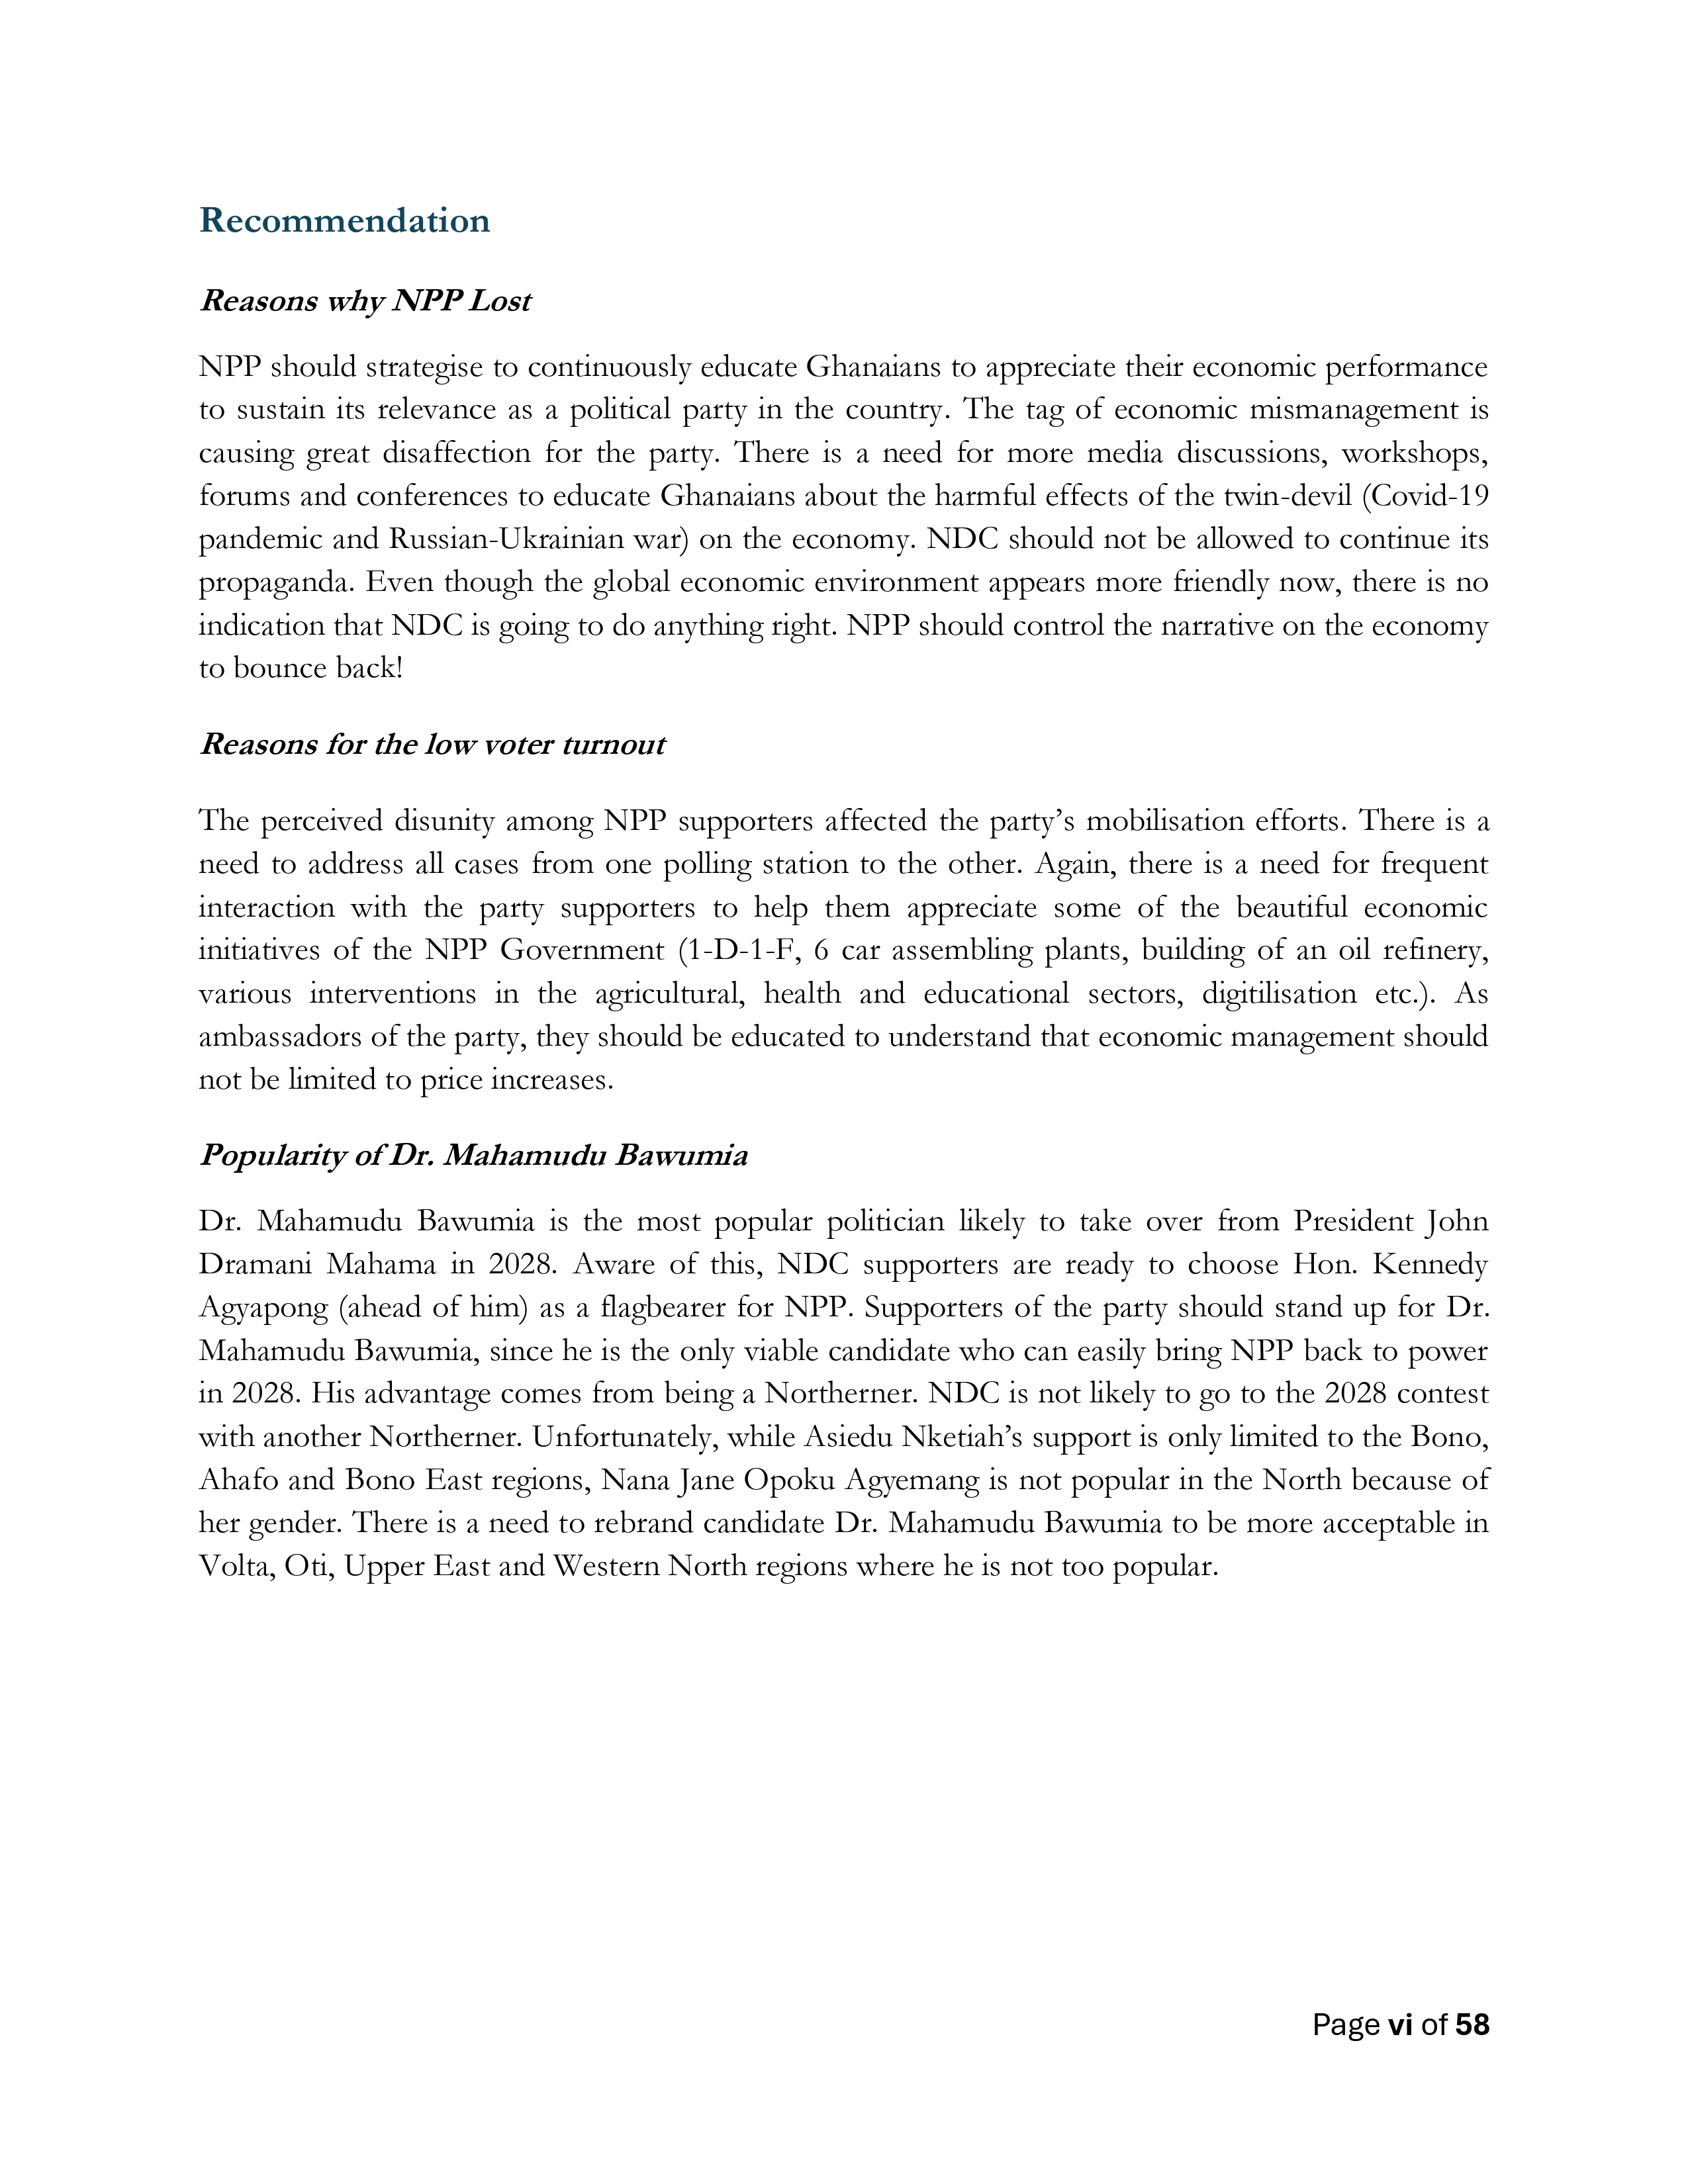 Recommendation
Reasons why NPP Lost
NPP should strategise to continuously educate Ghanaians to appreciate their economic performance
to sustain its relevance as a political party in the country. The tag of economic mismanagement is
causing great disaffection for the party. There is a need for more media discussions, workshops,
forums and conferences to educate Ghanaians about the harmful effects of the twin-devil (Covid-19
pandemic and Russian-Ukrainian war) on the economy. NDC should not be allowed to continue its
propaganda. Even though the global economic environment appears more friendly now, there is no
indication that NDC is going to do anything right. NPP should control the narrative on the economy
to bounce back!
Reasons for the low voter turnout
The perceived disunity among NPP supporters affected the party’s mobilisation efforts. There is a
need to address all cases from one polling station to the other. Again, there is a need for frequent
interaction with the party supporters to help them appreciate some of the beautiful economic
initiatives of the NPP Government (1-D-1-F, 6 car assembling plants, building of an oil refinery,
various interventions in the agricultural, health and educational sectors, digitilisation etc.). As
ambassadors of the party, they should be educated to understand that economic management should
not be limited to price increases.
Popularity of Dr. Mahamudu Bawumia
Dr. Mahamudu Bawumia is the most popular politician likely to take over from President John
Dramani Mahama in 2028. Aware of this, NDC supporters are ready to choose Hon. Kennedy
Agyapong (ahead of him) as a flagbearer for NPP. Supporters of the party should stand up for Dr.
Mahamudu Bawumia, since he is the only viable candidate who can easily bring NPP back to power
in 2028. His advantage comes from being a Northerner. NDC is not likely to go to the 2028 contest
with another Northerner. Unfortunately, while Asiedu Nketiah’s support is only limited to the Bono,
Ahafo and Bono East regions, Nana Jane Opoku Agyemang is not popular in the North because of
her gender. There is a need to rebrand candidate Dr. Mahamudu Bawumia to be more acceptable in
Volta, Oti, Upper East and Western North regions where he is not too popular.
Page vi of 58